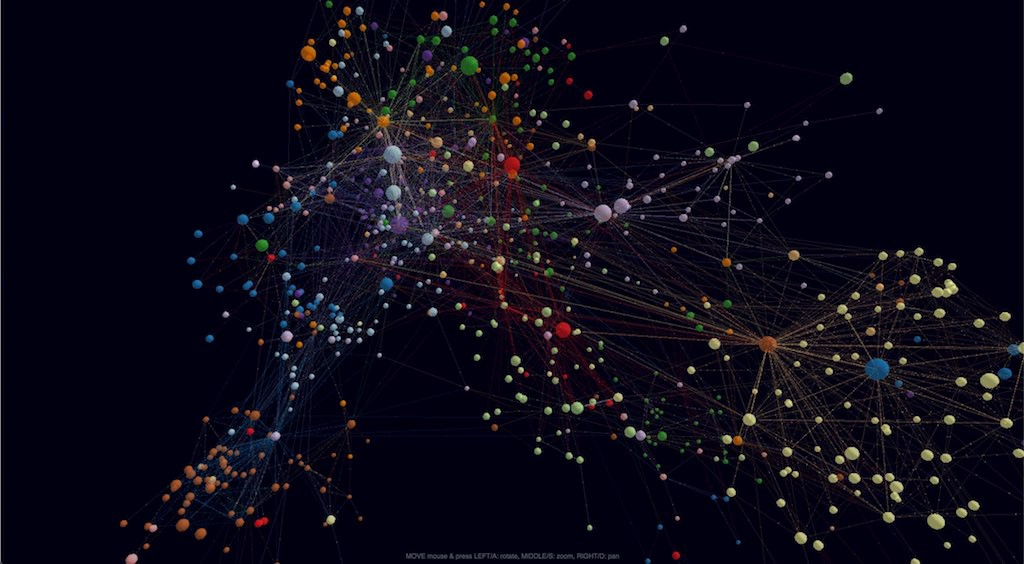 MOVE mouse & press LEFT/A: rotate, MIDDLE/S: zoom, RIGHT/D: pan